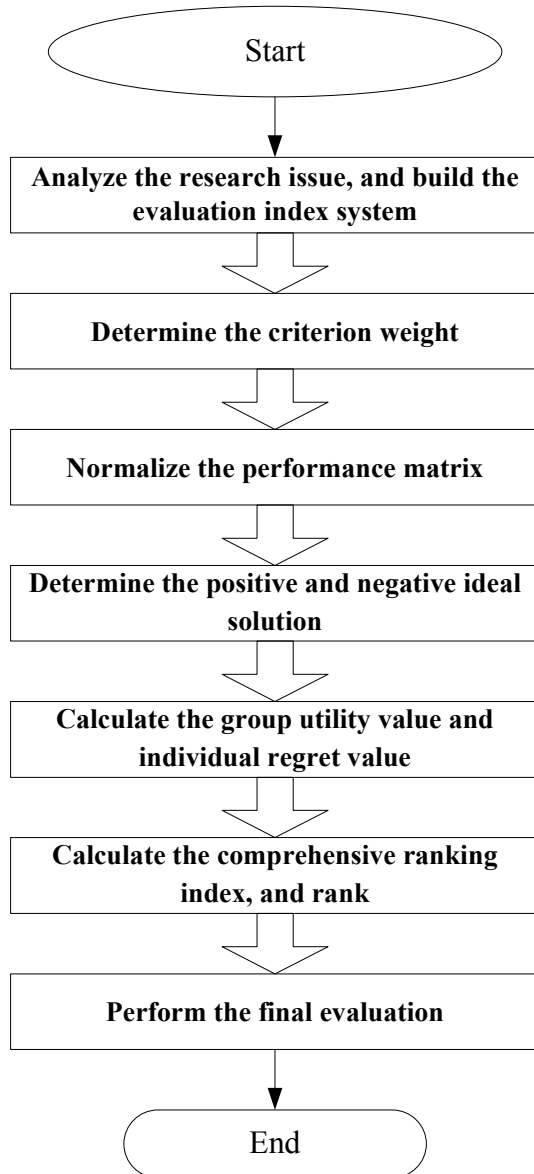 Start
Analyze the research issue, and build the
evaluation index system
Determine the criterion weight
Normalize the performance matrix
Determine the positive and negative ideal
solution
Calculate the group utility value and
individual regret value
Calculate the comprehensive ranking
index, and rank
Perform the final evaluation
End